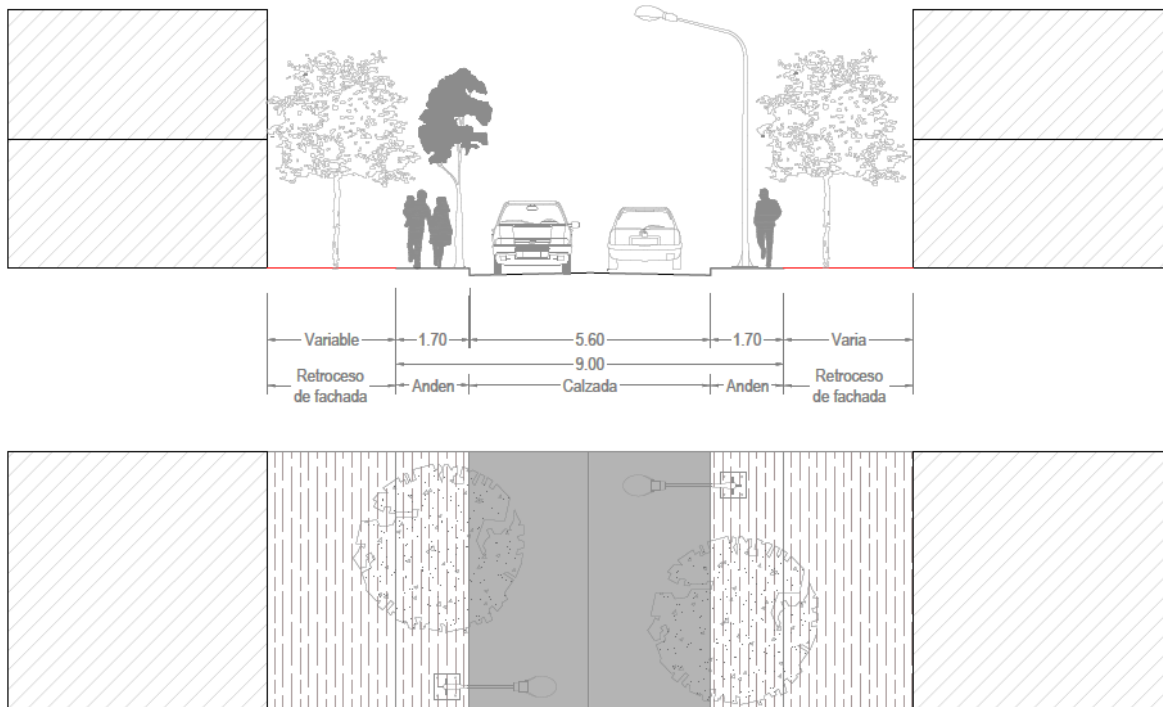 Variable 1.70 5.60 1.70 Varia
9.00
Retroceso de fachada Anden Calzada Anden Retroceso de fachada